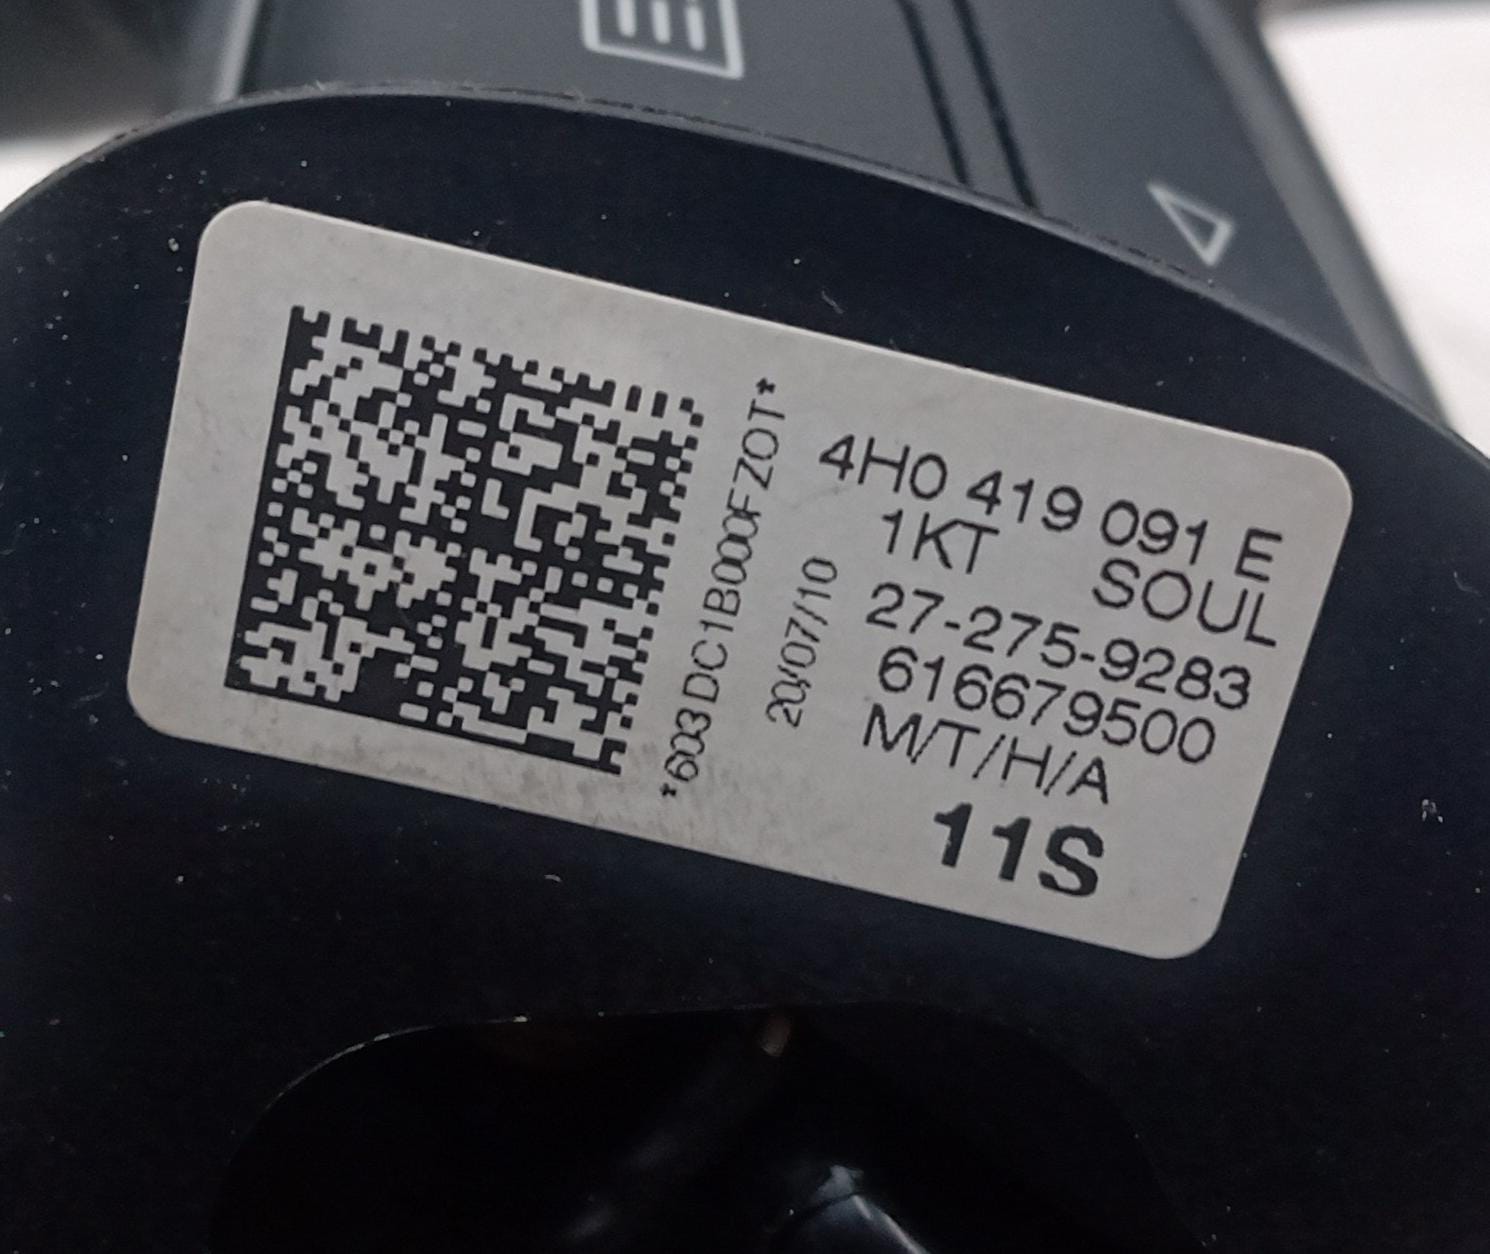 *603DC1B000FZOT*
20/07/10
4H0 419 091 E
1KT SOUL
27-275-9283
616679500
M/T/H/A
11S